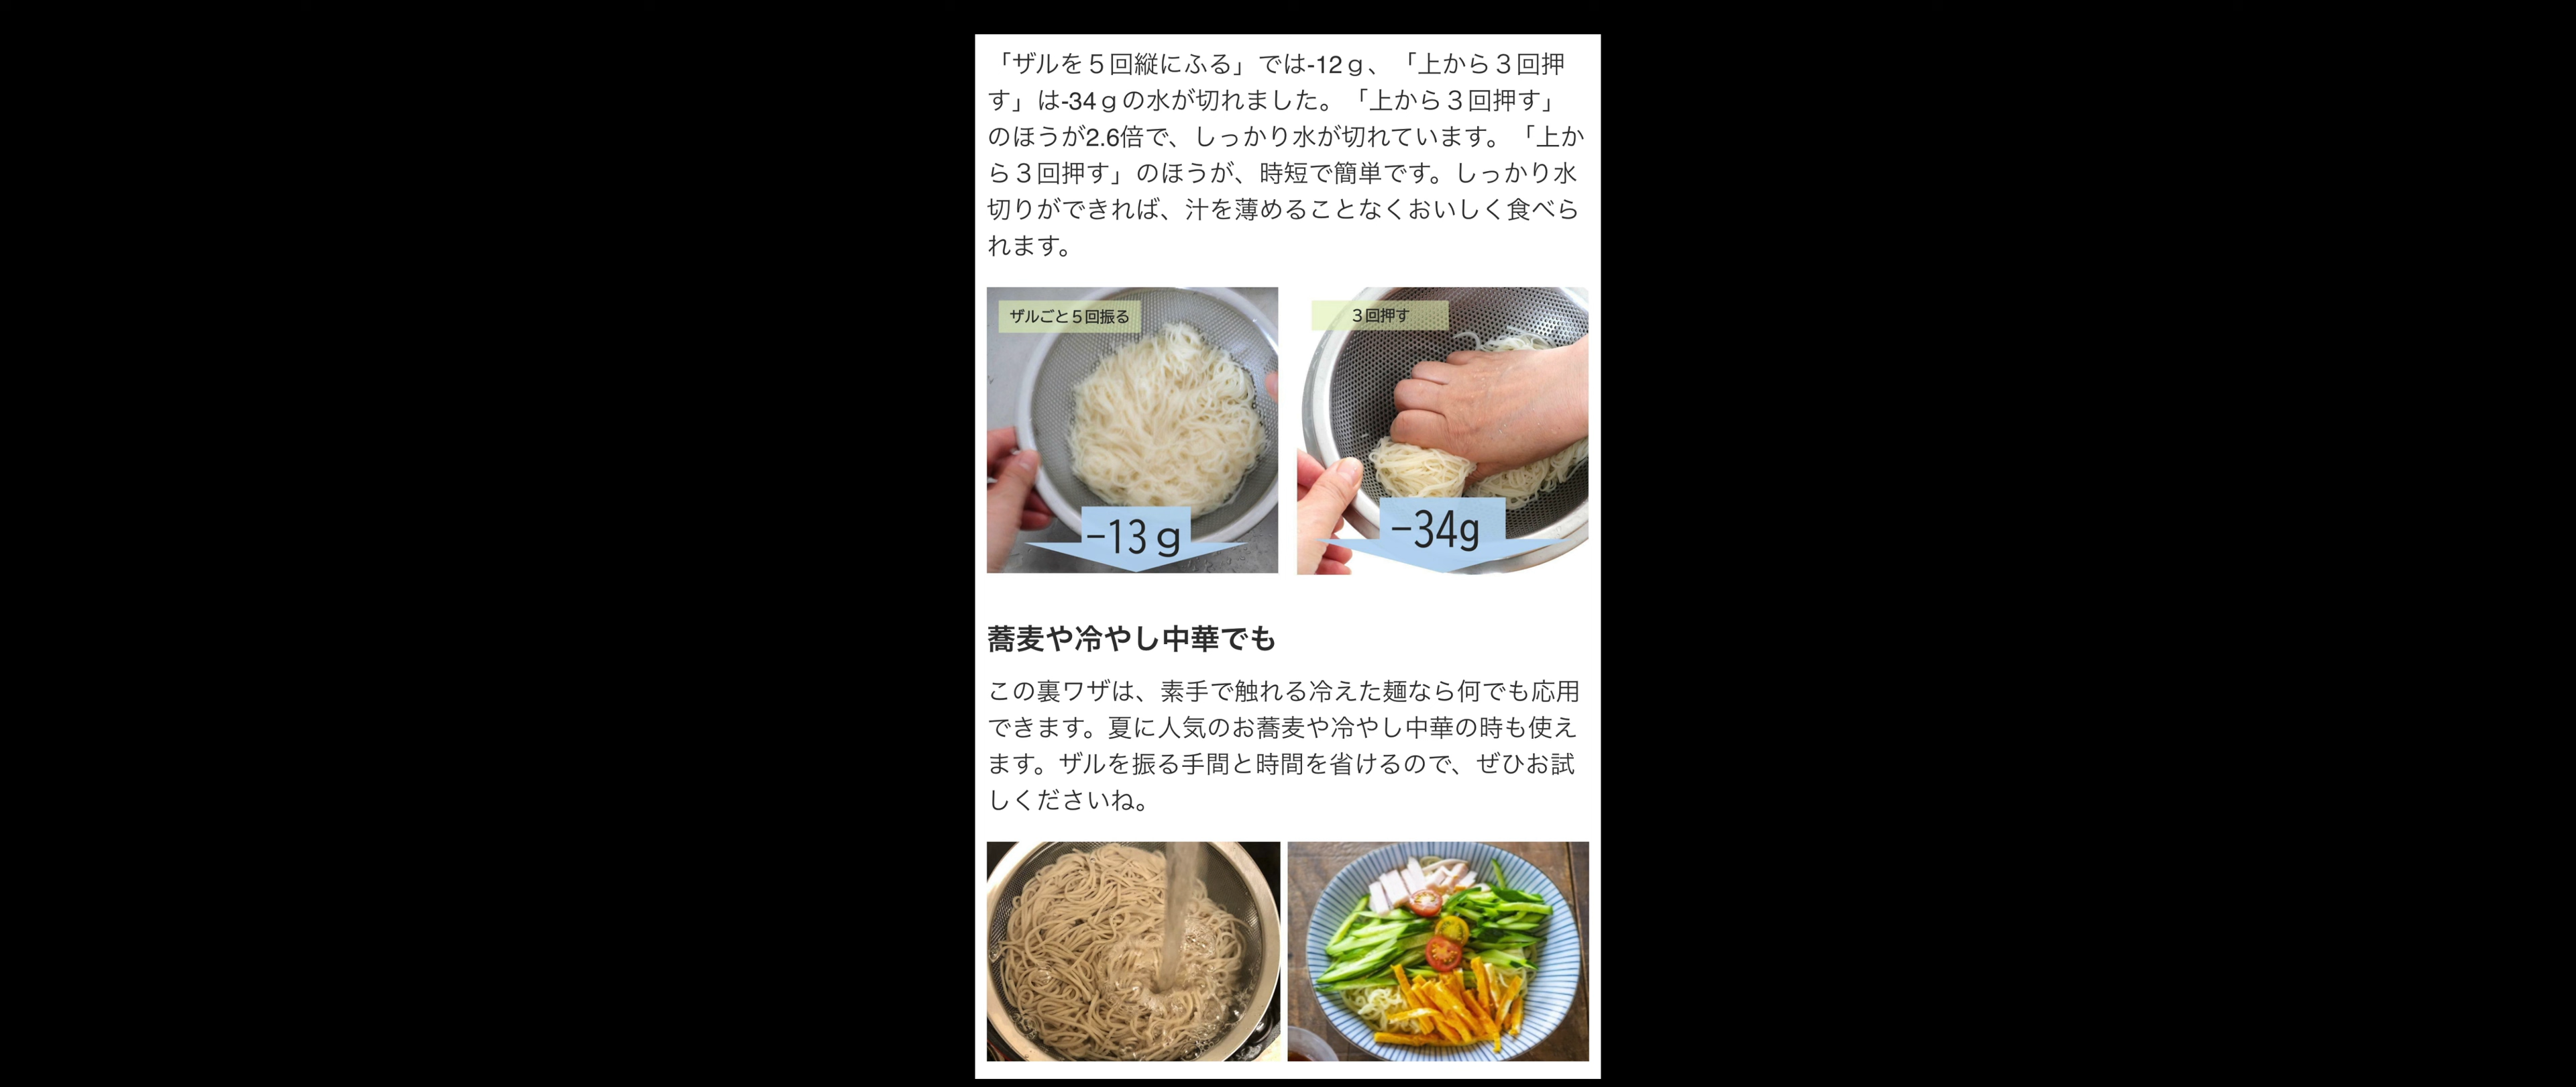 「ザルを５回縦にふる」では-12ｇ、「上から３回押
す」は-34ｇの水が切れました。「上から３回押す」
のほうが2.6倍で、しっかり水が切れています。「上か
ら３回押す」のほうが、時短で簡単です。しっかり水
切りができれば、汁を薄めることなくおいしく食べら
れます。
ザルごと５回振る
３回押す
-13ｇ
-34g
蕎麦や冷やし中華でも
この裏ワザは、素手で触れる冷えた麺なら何でも応用
できます。夏に人気のお蕎麦や冷やし中華の時も使え
ます。ザルを振る手間と時間を省けるので、ぜひお試
しくださいね。